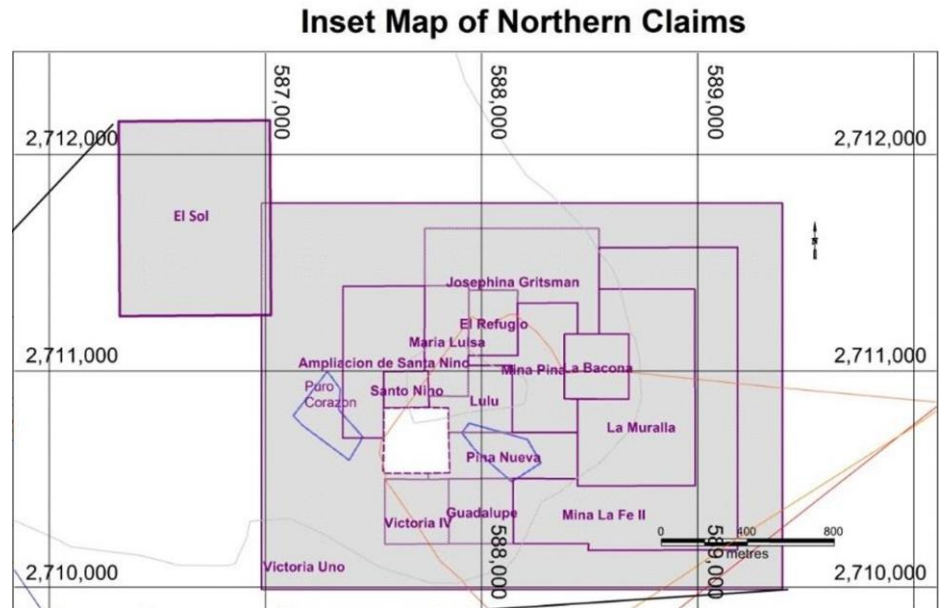 Inset Map of Northern Claims
587,000
588,000
589,000
2,712,000
2,712,000
El Sol
Josephina Gritsman
El Refugio
Maria Luisa
2,711,000
2,711,000
Ampliacion de Santa Nino
Mina Pina
La Bacona
Puro
Corazon
Santo Nino
Lulu
La Muralla
Pina Nueva
Victoria IV
Guadalupe
Mina La Fe II
0
400
800
metres
588,000
589,000
Victoria Uno
2,710,000
2,710,000
N